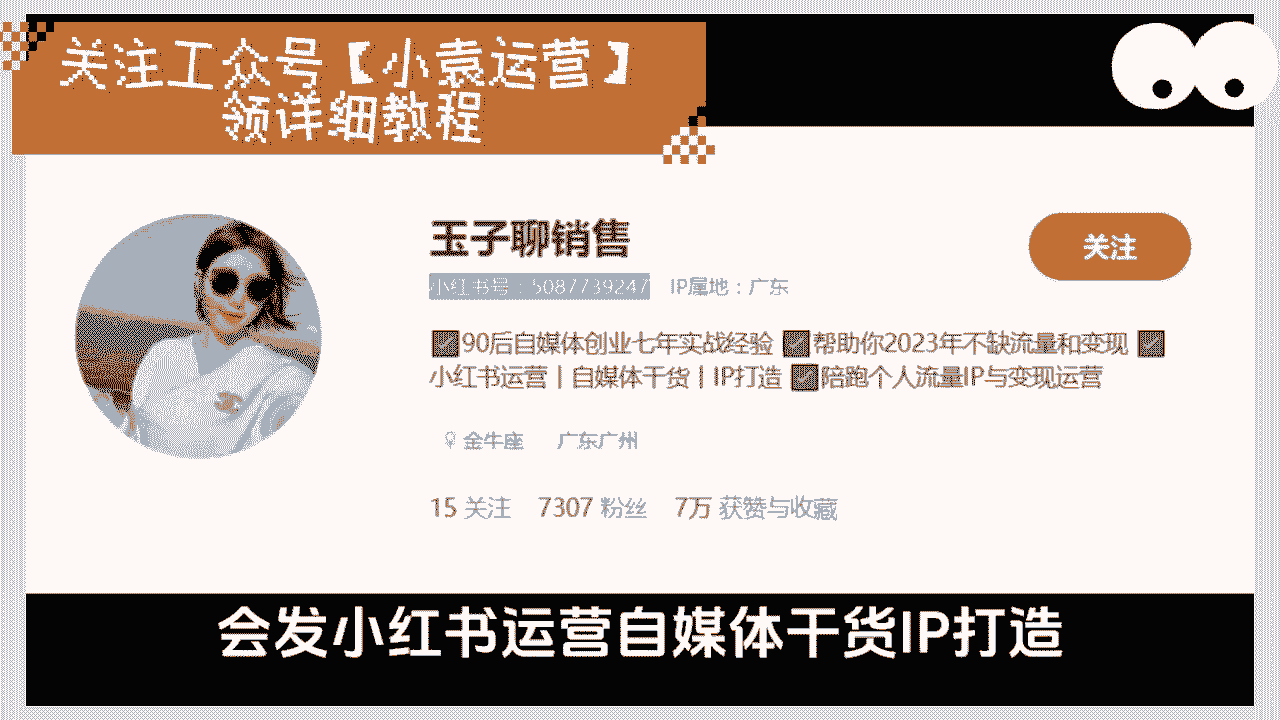 关注工众号【小袁运营】
领详细教程
玉子聊销售
关注
小红书号：5087739247 IP属地：广东
✅90后自媒体创业七年实战经验 ✅帮助你2023年不缺流量和变现 ✅
小红书运营丨自媒体干货丨IP打造 ✅陪跑个人流量IP与变现运营
金牛座 广东广州
15 关注 7307 粉丝 7万 获赞与收藏
会发小红书运营自媒体干货IP打造